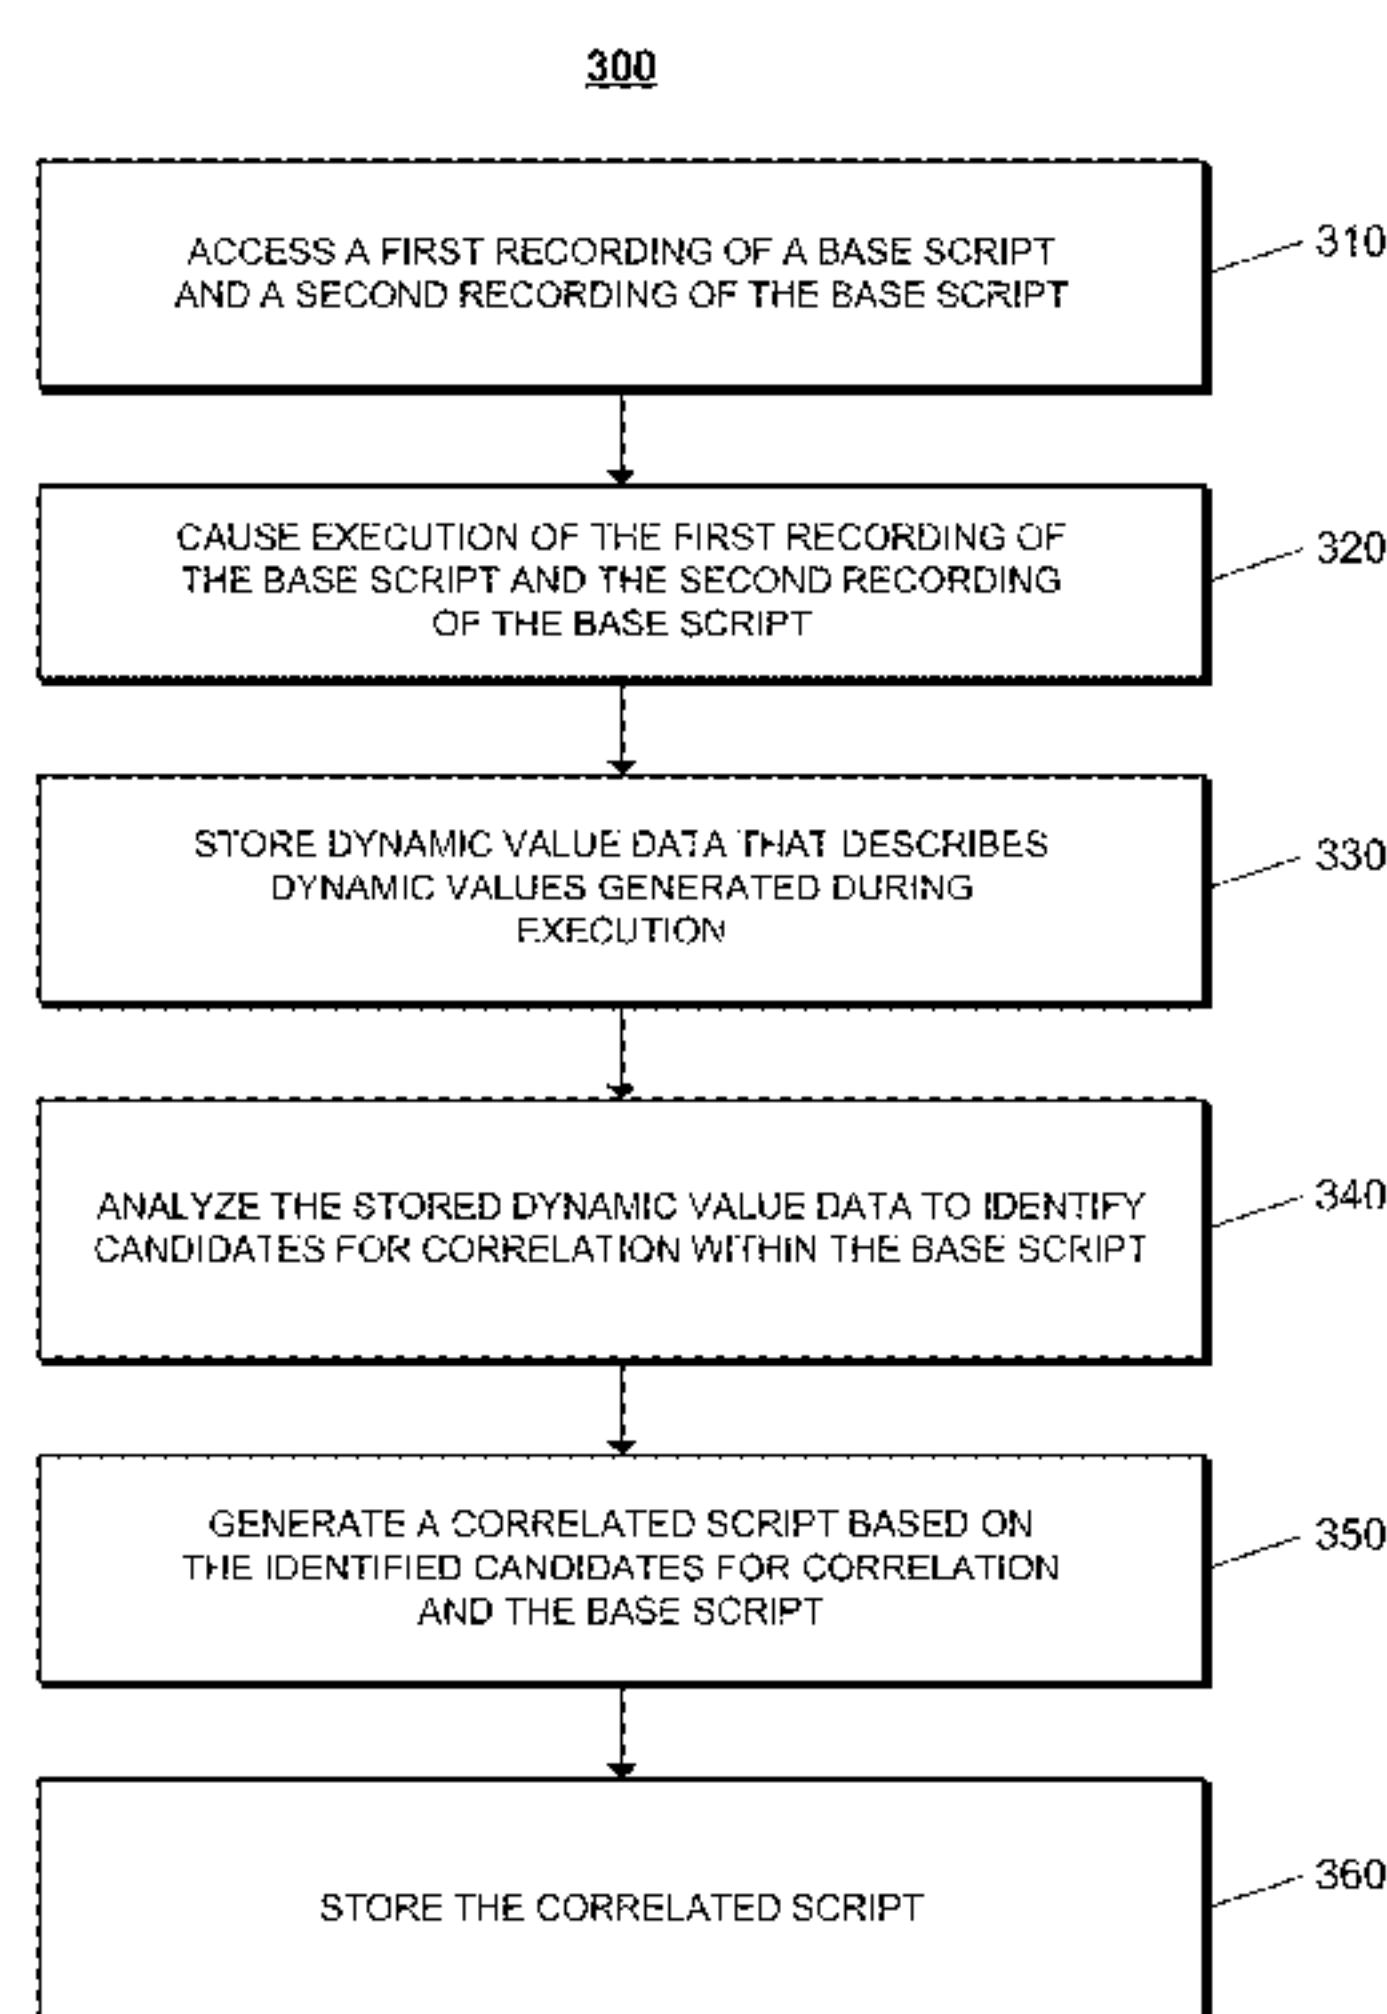 300
ACCESS A FIRST RECORDING OF A BASE SCRIPT
AND A SECOND RECORDING OF THE BASE SCRIPT
310
CAUSE EXECUTION OF THE FIRST RECORDING OF
THE BASE SCRIPT AND THE SECOND RECORDING
OF THE BASE SCRIPT
320
STORE DYNAMIC VALUE DATA THAT DESCRIBES
DYNAMIC VALUES GENERATED DURING
EXECUTION
330
ANALYZE THE STORED DYNAMIC VALUE DATA TO IDENTIFY
CANDIDATES FOR CORRELATION WITHIN THE BASE SCRIPT
340
GENERATE A CORRELATED SCRIPT BASED ON
THE IDENTIFIED CANDIDATES FOR CORRELATION
AND THE BASE SCRIPT
350
STORE THE CORRELATED SCRIPT
360